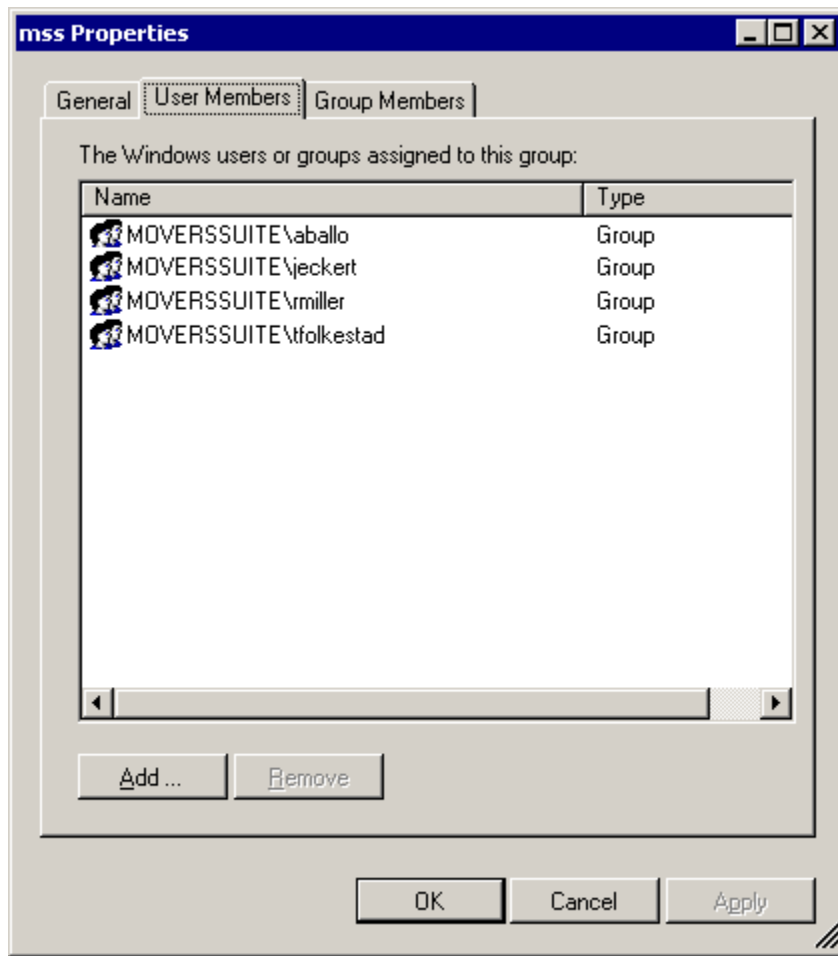 mss Properties
General User Members Group Members
The Windows users or groups assigned to this group:
Name Type
MOVERSSUITE\aballo Group
MOVERSSUITE\jeckert Group
MOVERSSUITE\rmiller Group
MOVERSSUITE\tfolkestad Group
Add ... Remove
OK Cancel Apply